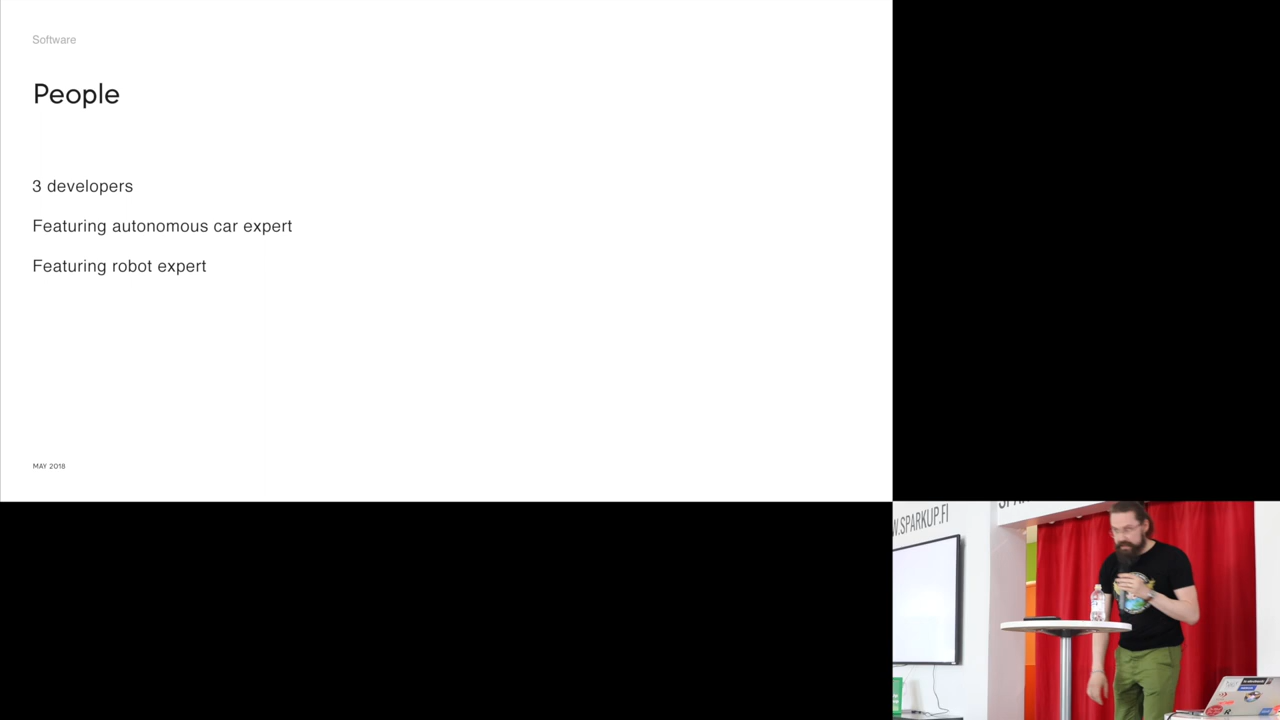 Software
People
3 developers
Featuring autonomous car expert
Featuring robot expert
MAY 2018
W.SPARKUP.FI